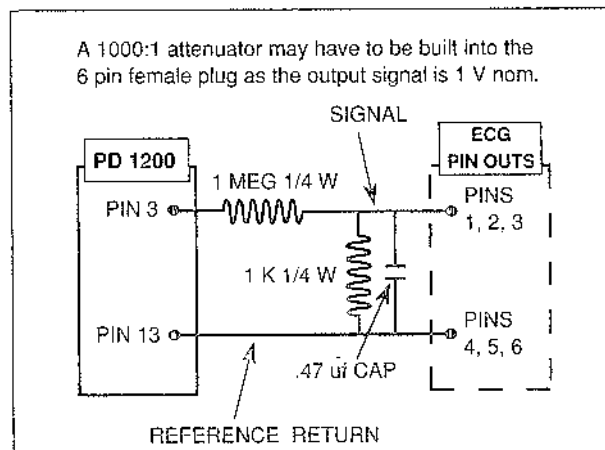 A 1000:1 attenuator may have to be built into the
6 pin female plug as the output signal is 1 V nom.
SIGNAL
PD 1200
ECG
PIN OUTS
1 MEG 1/4 W
PIN 3
PINS
1, 2, 3
1 K 1/4 W
PIN 13
PINS
4, 5, 6
.47 uf CAP
REFERENCE RETURN